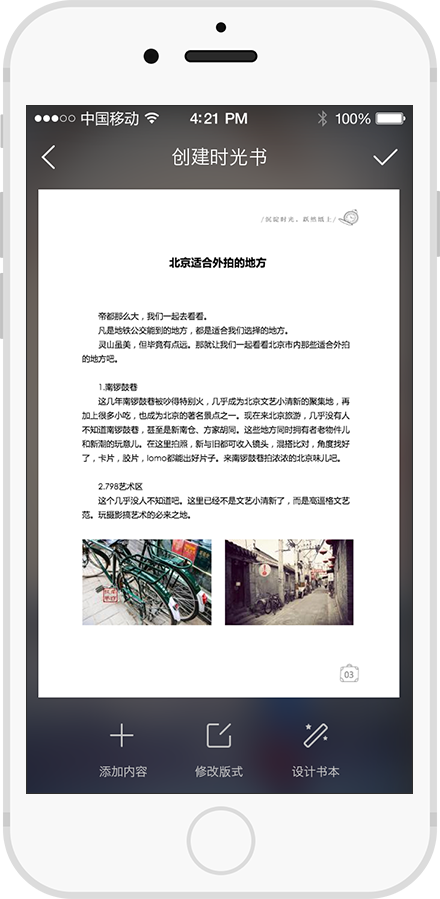 中国移动 4:21 PM 100%
创建时光书
/沉淀时光，跃然纸上/
北京适合外拍的地方
帝都那么大，我们一起去看看。
凡是地铁公交能到的地方，都是适合我们选择的地方。
灵山虽美，但毕竟有点远。那就让我们一起看看北京市内那些适合外拍
的地方吧。
1.南锣鼓巷
这几年南锣鼓巷被吵得特别火，几乎成为北京文艺小清新的聚集地，再
加上很多小吃，也成为北京的著名景点之一。现在来北京旅游，几乎没有人
不知道南锣鼓巷，甚至是新南仓、方家胡同。这些地方同时拥有者老物件儿
和新潮的玩意儿。在这里拍照，新与旧都可收入镜头，混搭比对，角度找好
了，卡片，胶片，lomo都能出好片子。来南锣鼓巷拍浓浓的北京味儿吧。
2.798艺术区
这个几乎没人不知道吧。这里已经不是文艺小清新了，而是高逼格文艺
范。玩摄影搞艺术的必来之地。
03
添加内容 修改版式 设计书本